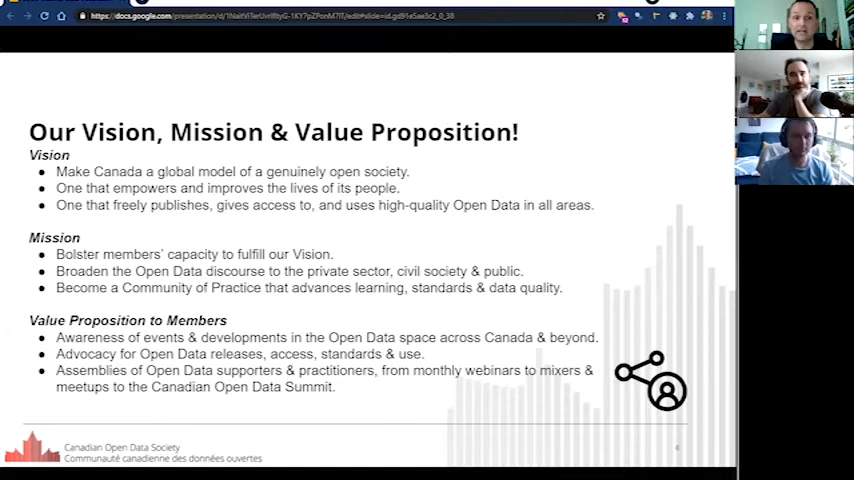 Our Vision, Mission & Value Proposition!
Vision
● Make Canada a global model of a genuinely open society.
● One that empowers and improves the lives of its people.
● One that freely publishes, gives access to, and uses high-quality Open Data in all areas.
Mission
● Bolster members' capacity to fulfill our Vision.
● Broaden the Open Data discourse to the private sector, civil society & public.
● Become a Community of Practice that advances learning, standards & data quality.
Value Proposition to Members
● Awareness of events & developments in the Open Data space across Canada & beyond.
● Advocacy for Open Data releases, access, standards & use.
● Assemblies of Open Data supporters & practitioners, from monthly webinars to mixers &
meetups to the Canadian Open Data Summit.
Canadian Open Data Society
Communauté canadienne des données ouvertes
4